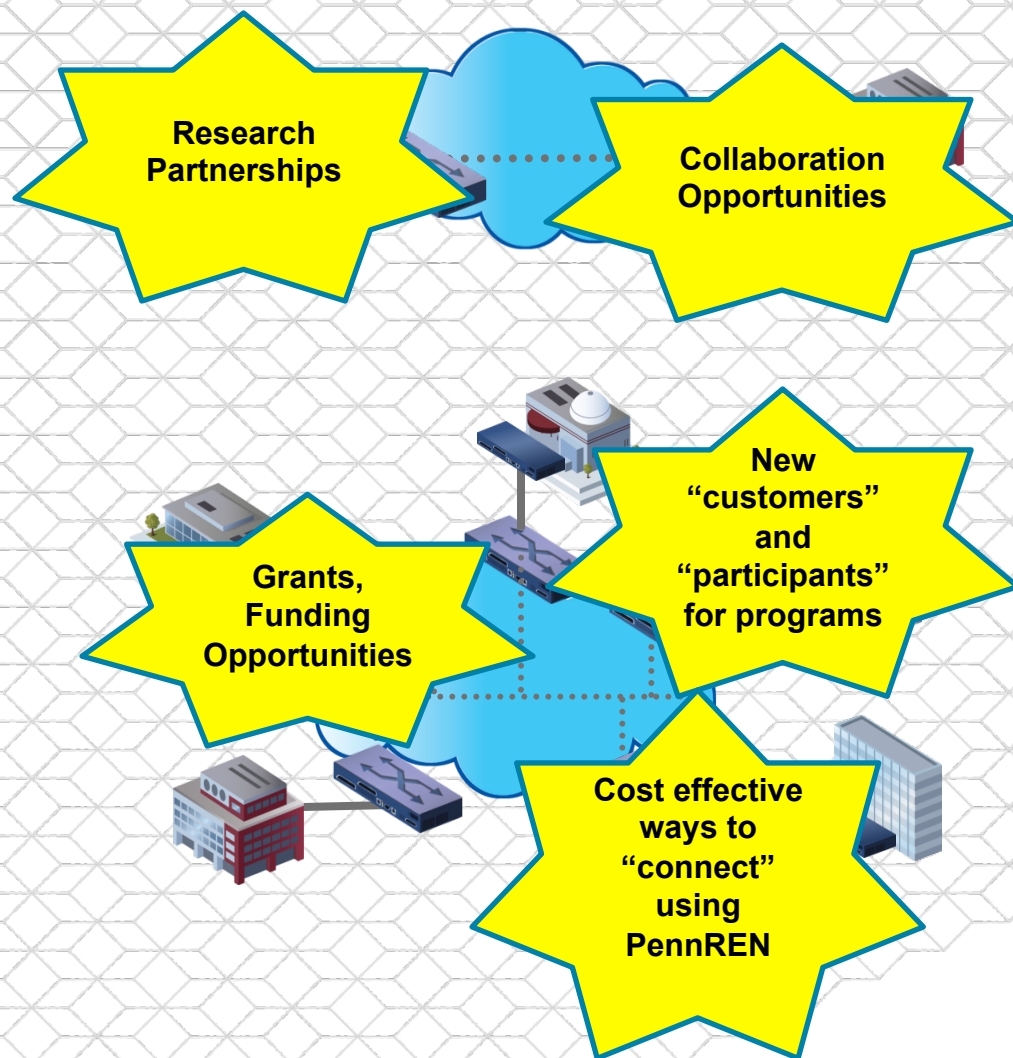 Research
Partnerships
Collaboration
Opportunities
New
“customers”
and
“participants”
for programs
Grants,
Funding
Opportunities
Cost effective
ways to
“connect”
using
PennREN